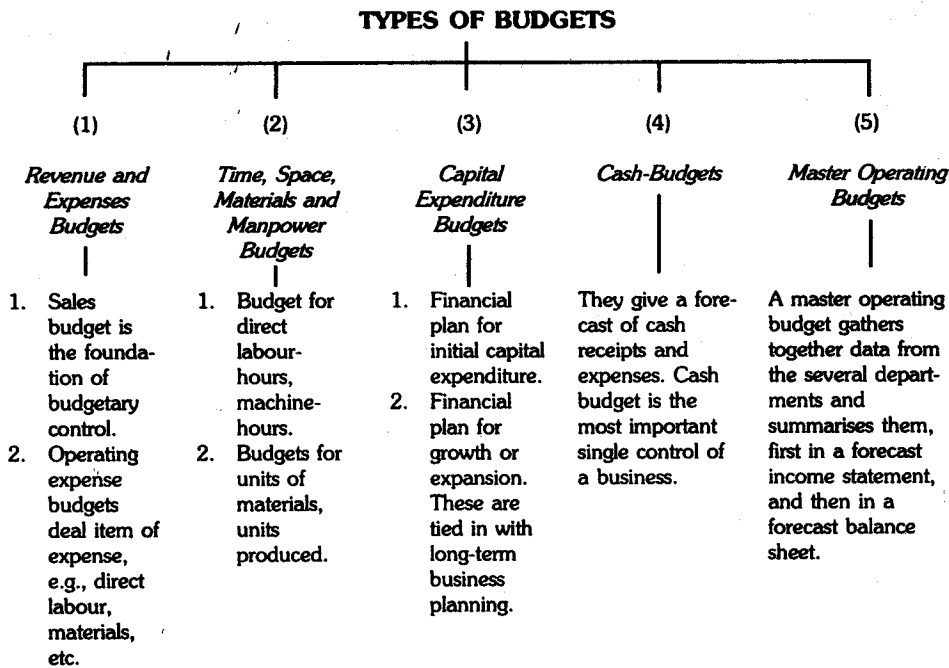 TYPES OF BUDGETS
(1)
Revenue and
Expenses
Budgets
1. Sales
budget is
the founda-
tion of
budgetary
control.
2. Operating
expense
budgets
deal item of
expense,
e.g., direct
labour,
materials,
etc.
(2)
Time, Space,
Materials and
Manpower
Budgets
1. Budget for
direct
labour-
hours,
machine-
hours.
2. Budgets for
units of
materials,
units
produced.
(3)
Capital
Expenditure
Budgets
1. Financial
plan for
initial capital
expenditure.
2. Financial
plan for
growth or
expansion.
These are
tied in with
long-term
business
planning.
(4)
Cash-Budgets
They give a fore-
cast of cash
receipts and
expenses. Cash
budget is the
most important
single control of
a business.
(5)
Master Operating
Budgets
A master operating
budget gathers
together data from
the several depart-
ments and
summarises them,
first in a forecast
income statement,
and then in a
forecast balance
sheet.